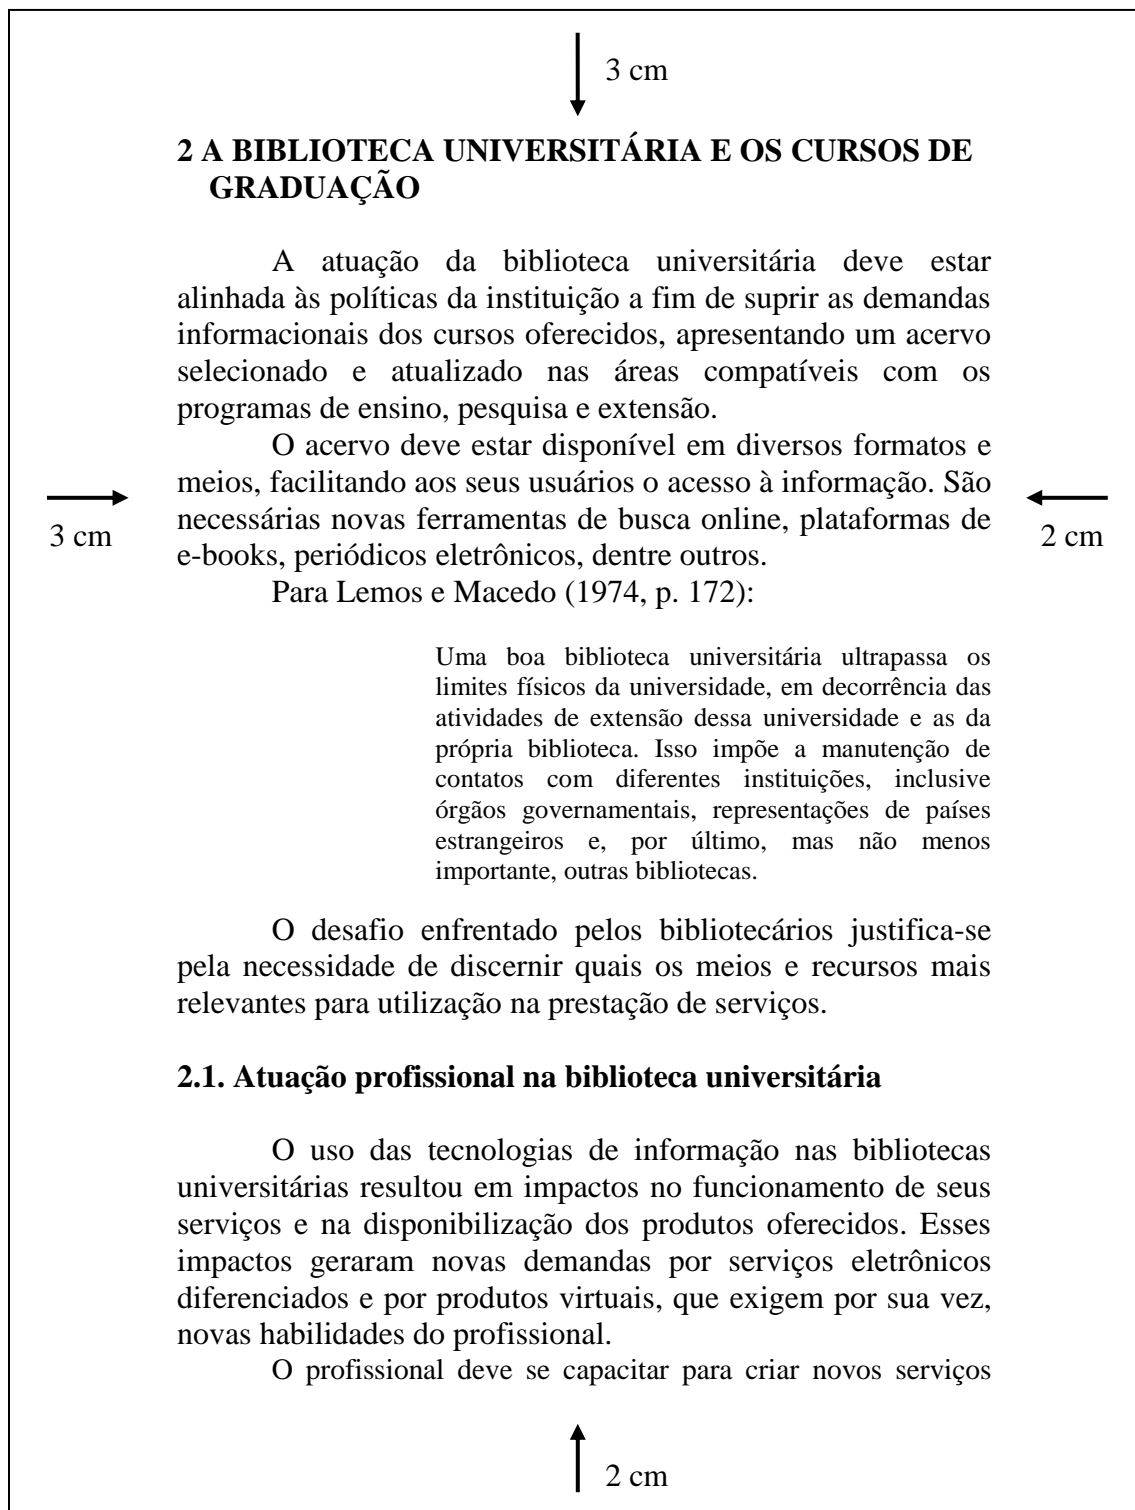 3 cm
2 A BIBLIOTECA UNIVERSITÁRIA E OS CURSOS DE
GRADUAÇÃO
A atuação da biblioteca universitária deve estar
alinhada às políticas da instituição a fim de suprir as demandas
informacionais dos cursos oferecidos, apresentando um acervo
selecionado e atualizado nas áreas compatíveis com os
programas de ensino, pesquisa e extensão.
O acervo deve estar disponível em diversos formatos e
meios, facilitando aos seus usuários o acesso à informação. São
necessárias novas ferramentas de busca online, plataformas de
e-books, periódicos eletrônicos, dentre outros.
3 cm
2 cm
Para Lemos e Macedo (1974, p. 172):
Uma boa biblioteca universitária ultrapassa os
limites físicos da universidade, em decorrência das
atividades de extensão dessa universidade e as da
própria biblioteca. Isso impõe a manutenção de
contatos com diferentes instituições, inclusive
órgãos governamentais, representações de países
estrangeiros e, por último, mas não menos
importante, outras bibliotecas.
O desafio enfrentado pelos bibliotecários justifica-se
pela necessidade de discernir quais os meios e recursos mais
relevantes para utilização na prestação de serviços.
2.1. Atuação profissional na biblioteca universitária
O uso das tecnologias de informação nas bibliotecas
universitárias resultou em impactos no funcionamento de seus
serviços e na disponibilização dos produtos oferecidos. Esses
impactos geraram novas demandas por serviços eletrônicos
diferenciados e por produtos virtuais, que exigem por sua vez,
novas habilidades do profissional.
O profissional deve se capacitar para criar novos serviços
2 cm